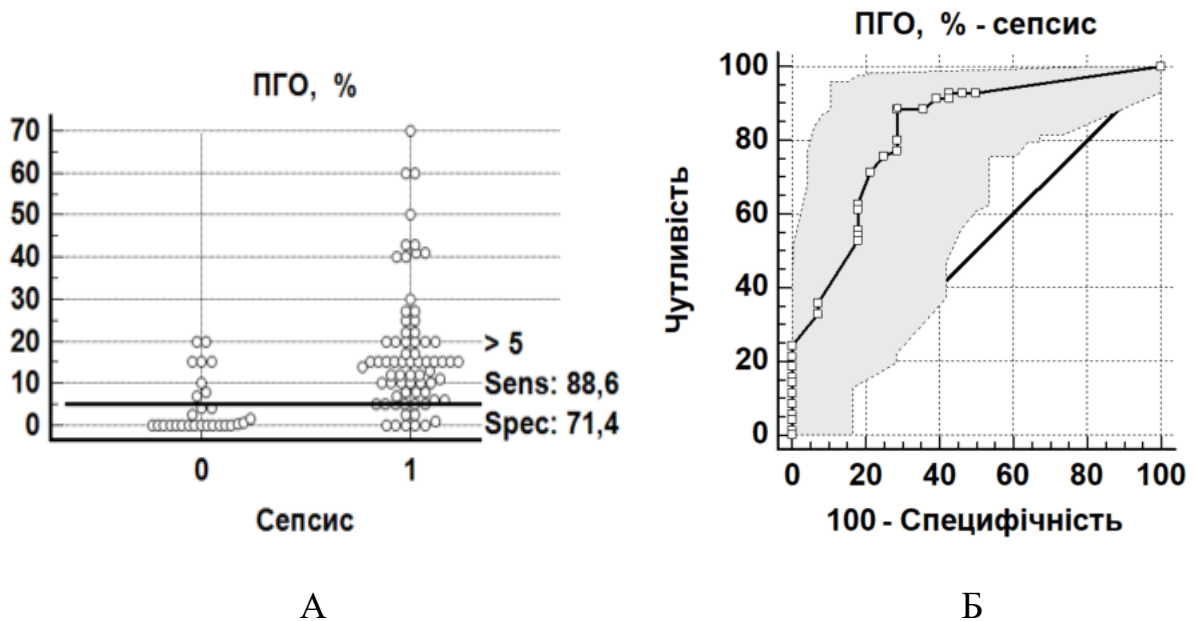 ПГО, %
70
60
50
40
30
20
10
0
> 5
Sens: 88,6
Spec: 71,4
0 1
Сепсис
А
ПГО, % - сепсис
Чутливість
100
80
60
40
20
0
0 20 40 60 80 100
100 - Специфічність
Б